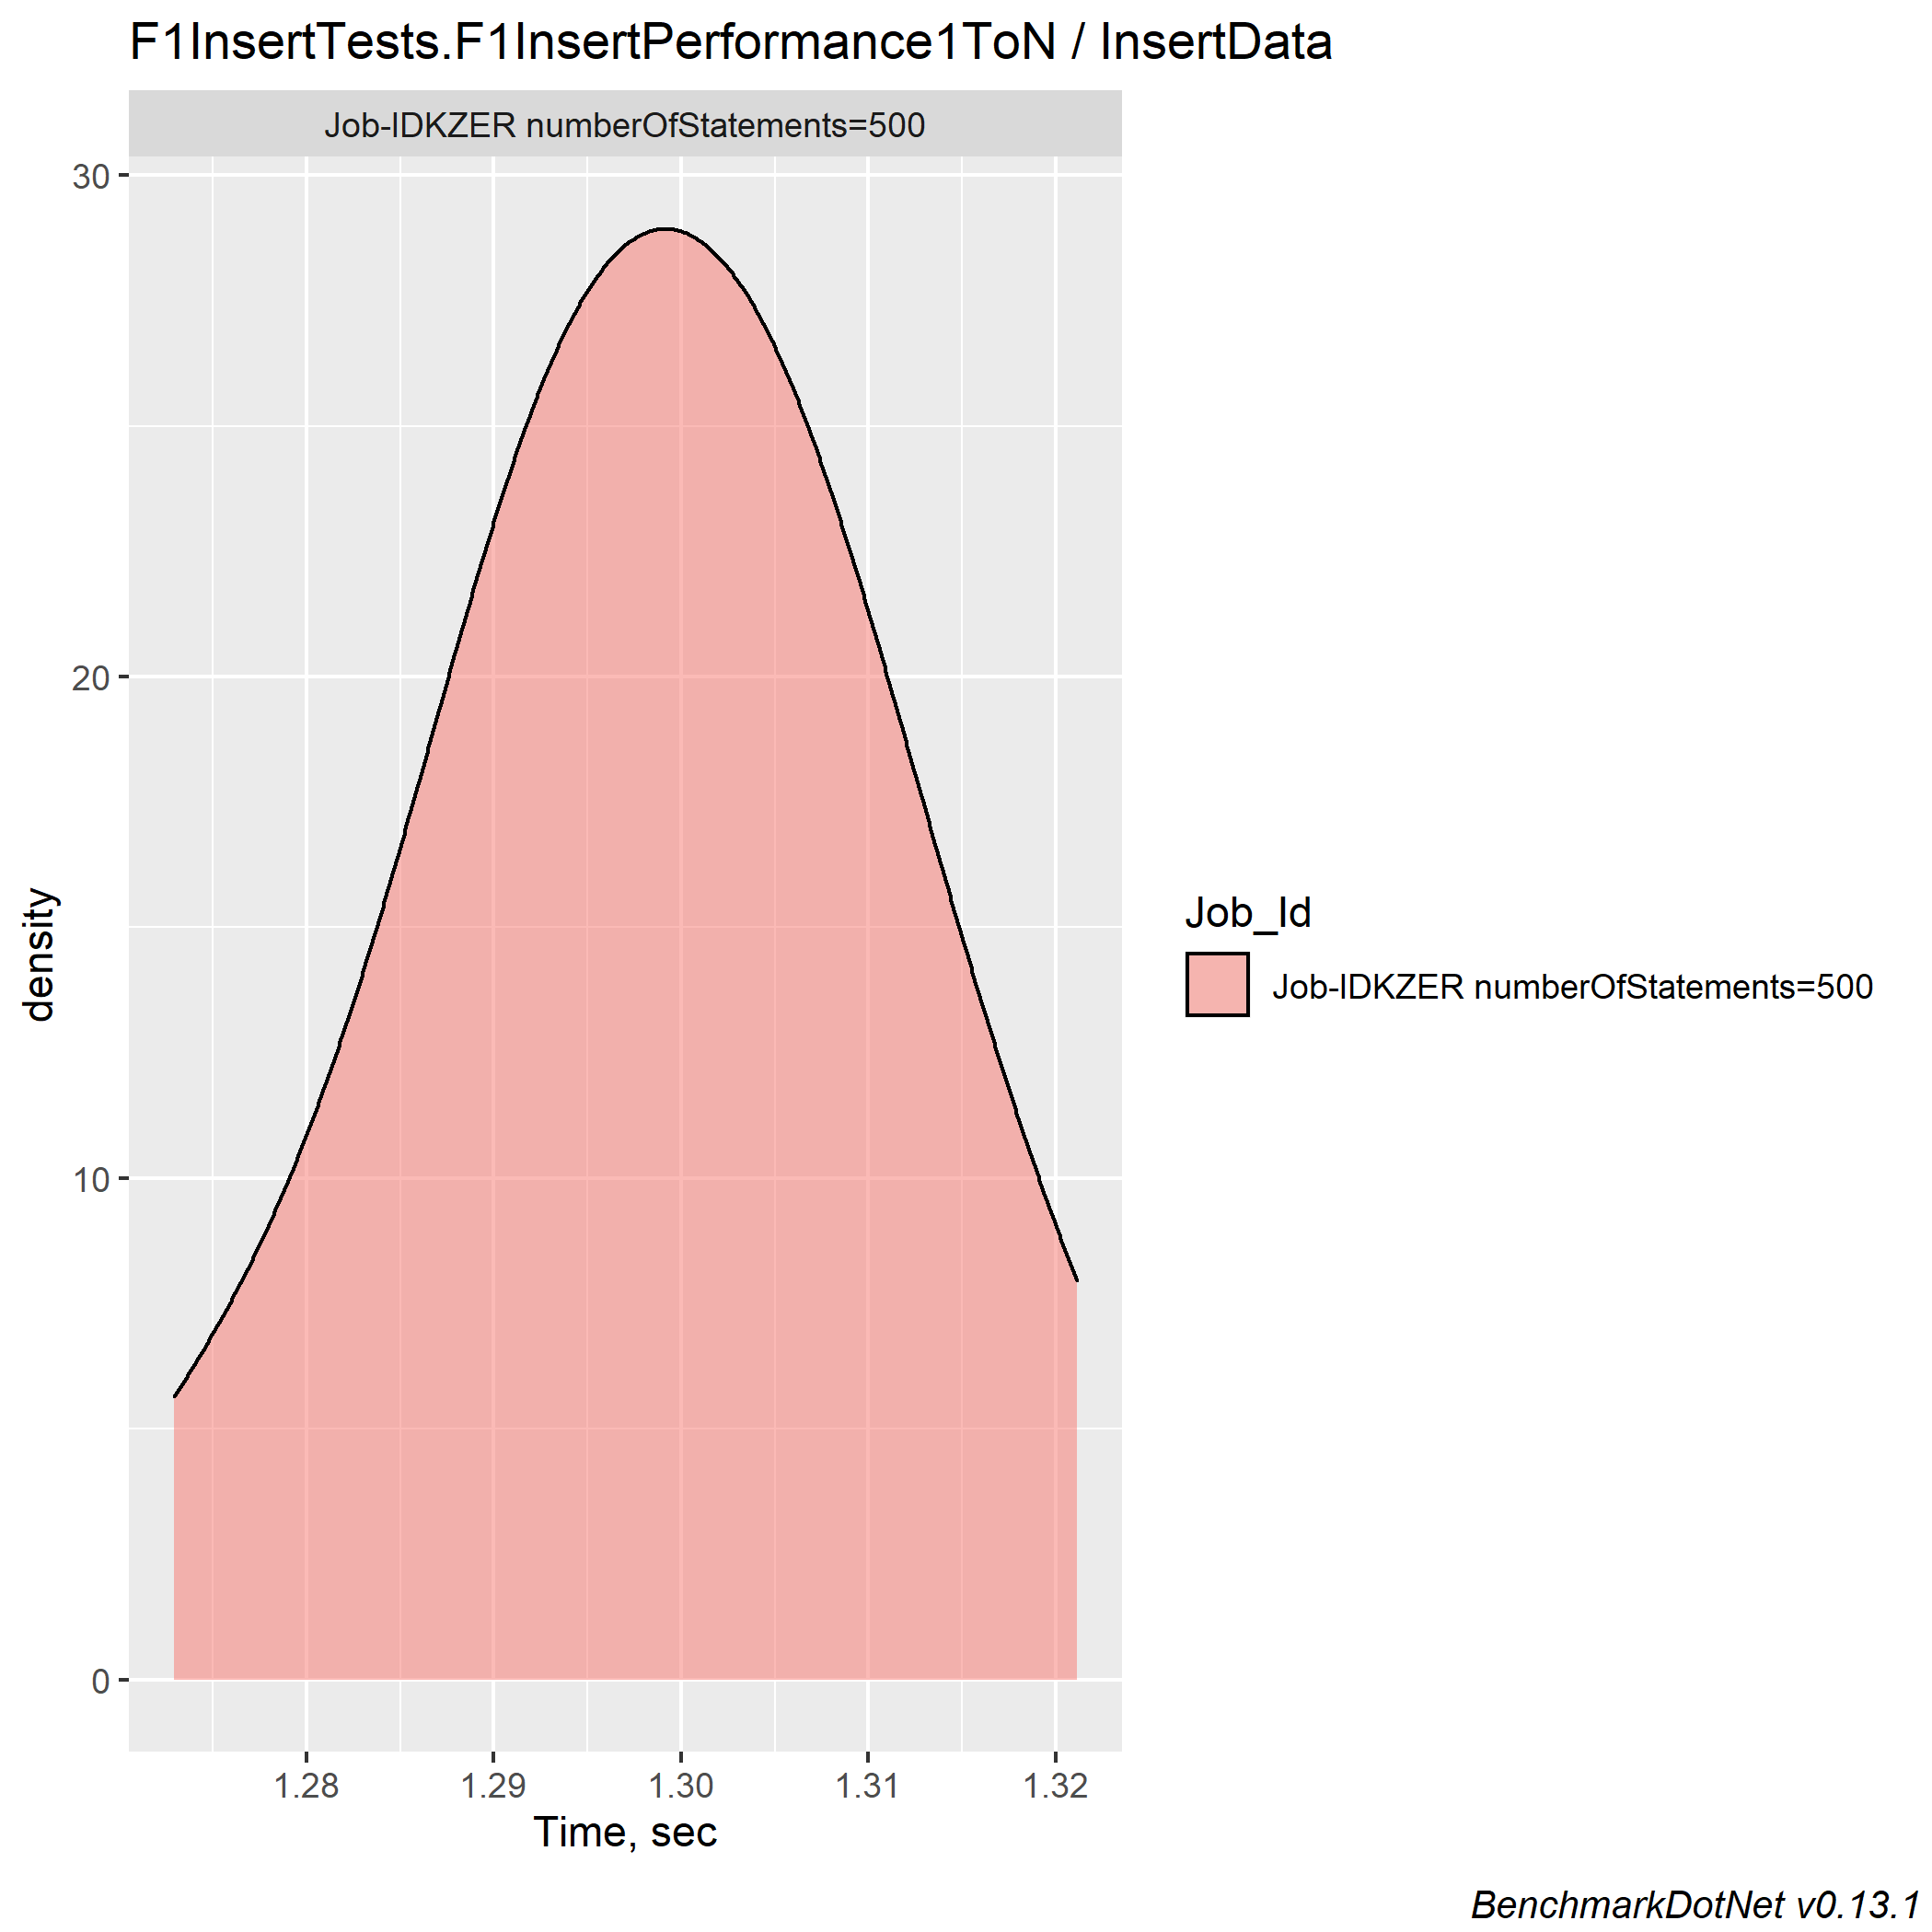 F1InsertTests.F1InsertPerformance1ToN / InsertData
Job-IDKZER numberOfStatements=500
30
20
10
0
density
1.28 1.29 1.30 1.31 1.32
Time, sec
Job_Id
Job-IDKZER numberOfStatements=500
BenchmarkDotNet v0.13.1